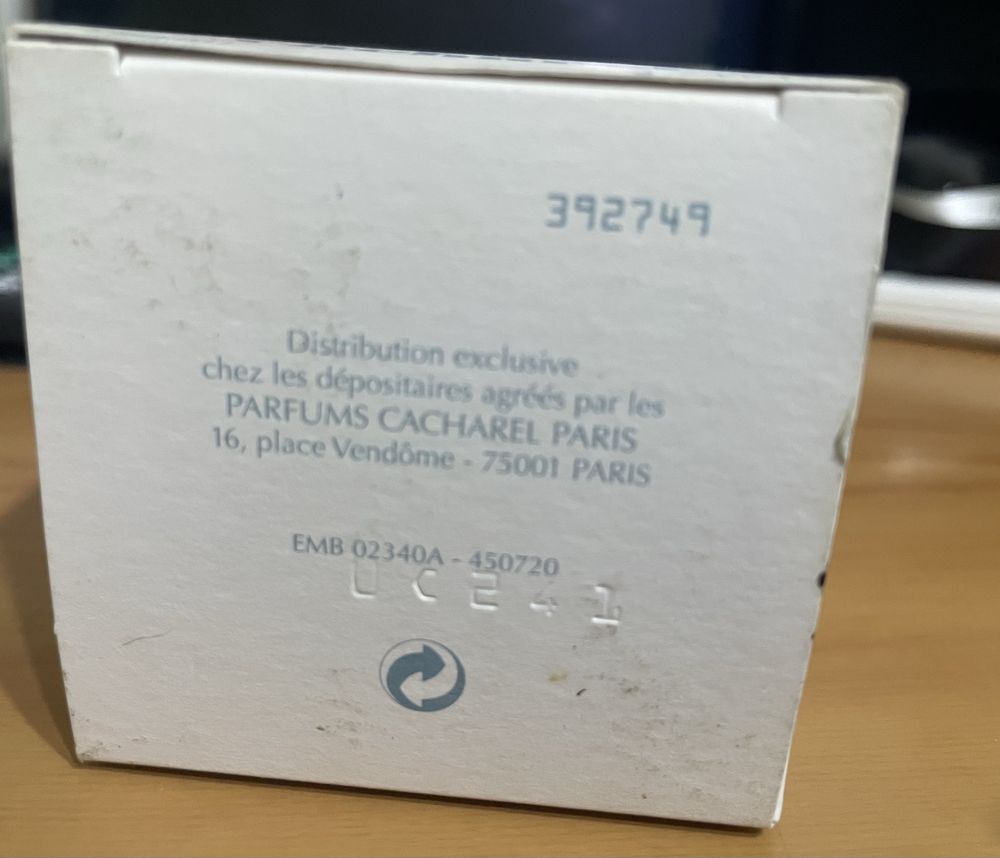 392749
Distribution exclusive
chez les dépositaires agréés par les
PARFUMS CACHAREL PARIS
16, place Vendôme - 75001 PARIS
EMB 02340A - 450720